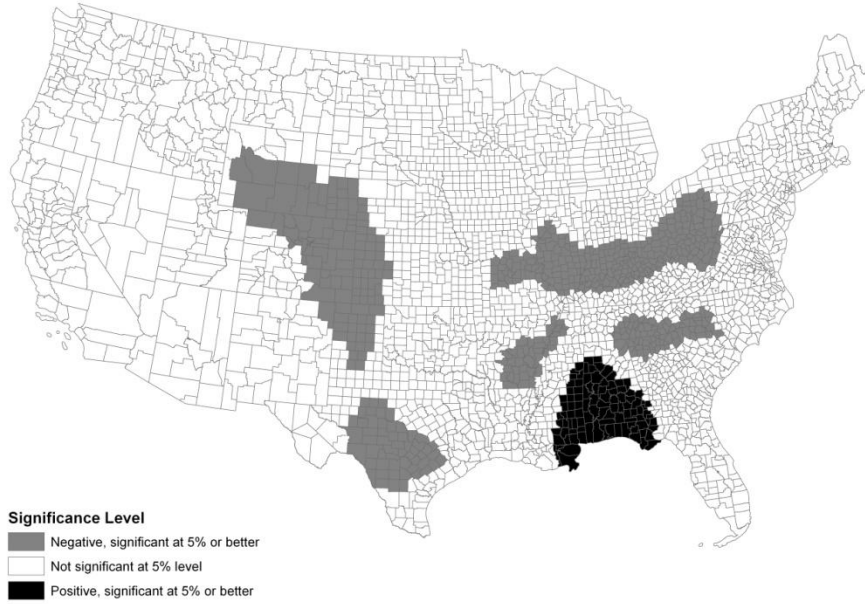 Significance Level
Negative, significant at 5% or better
Not significant at 5% level
Positive, significant at 5% or better